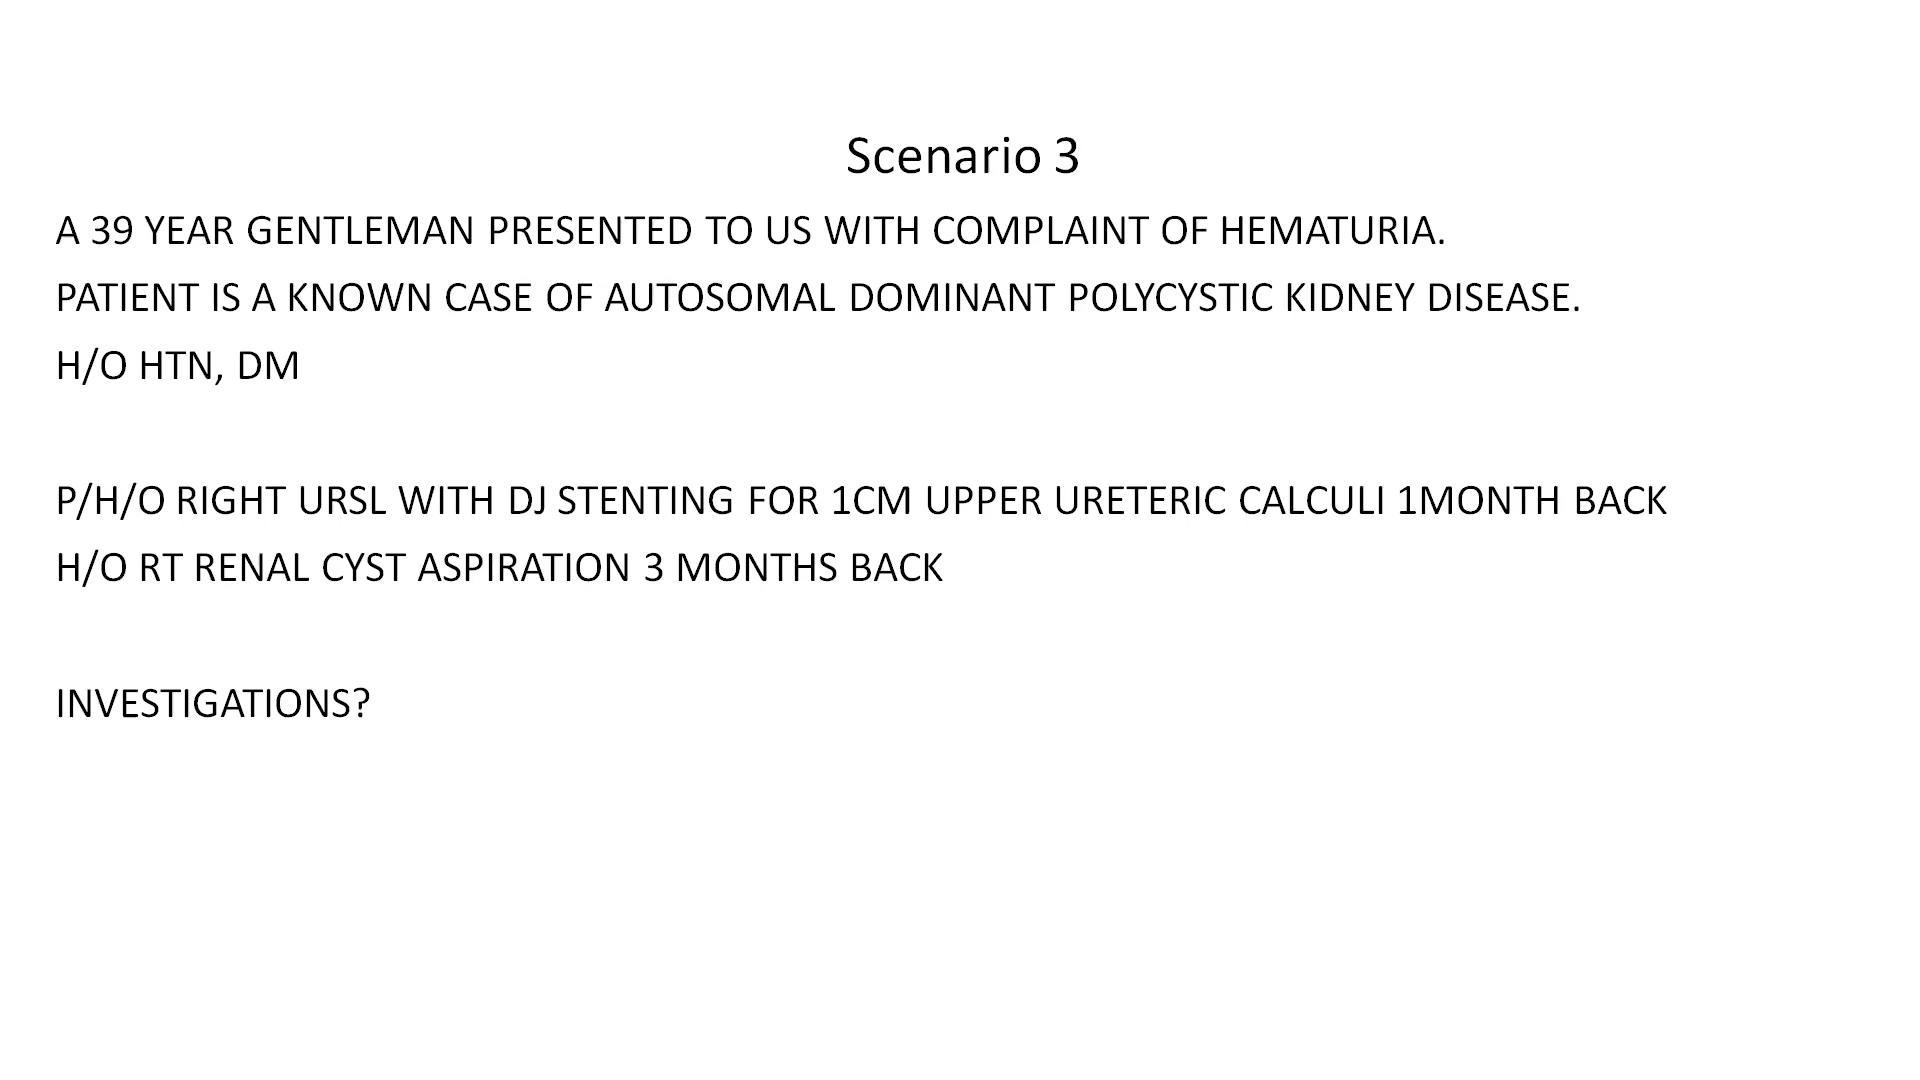 Scenario 3
A 39 YEAR GENTLEMAN PRESENTED TO US WITH COMPLAINT OF HEMATURIA.
PATIENT IS A KNOWN CASE OF AUTOSOMAL DOMINANT POLYCYSTIC KIDNEY DISEASE.
H/O HTN, DM
P/H/O RIGHT URSL WITH DJ STENTING FOR 1CM UPPER URETERIC CALCULI 1MONTH BACK
H/O RT RENAL CYST ASPIRATION 3 MONTHS BACK
INVESTIGATIONS?